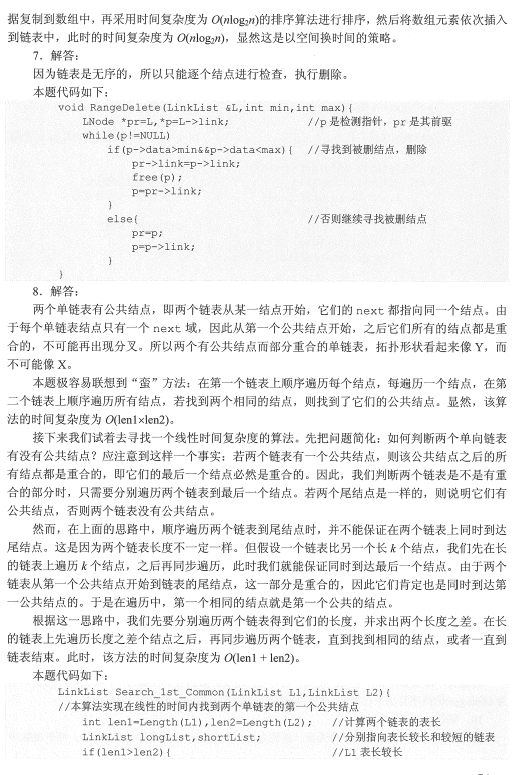 据复制到数组中，再采用时间复杂度为 O(nlog₂n)的排序算法进行排序，然后将数组元素依次插入
到链表中，此时的时间复杂度为 O(nlog₂n)，显然这是以空间换时间的策略。
7．解答：
因为链表是无序的，所以只能逐个结点进行检查，执行删除。
本题代码如下：
void RangeDelete(LinkList &L,int min,int max){
LNode *pr=L,*p=L->link; //p 是检测指针，pr 是其前驱
while(p!=NULL)
if(p->data>min&&p->data<max){ //寻找到被删结点，删除
pr->link=p->link;
free(p);
p=pr->link;
}
else{ //否则继续寻找被删结点
pr=p;
p=p->link;
}
}
8．解答：
两个单链表有公共结点，即两个链表从某一结点开始，它们的 next 都指向同一个结点。由
于每个单链表结点只有一个 next 域，因此从第一个公共结点开始，之后它们所有的结点都是重
合的，不可能再出现分叉。所以两个有公共结点而部分重合的单链表，拓扑形状看起来像 Y，而
不可能像 X。
本题极容易联想到“蛮”方法：在第一个链表上顺序遍历每个结点，每遍历一个结点，在第
二个链表上顺序遍历所有结点，若找到两个相同的结点，则找到了它们的公共结点。显然，该算
法的时间复杂度为 O(len1×len2)。
接下来我们试着去寻找一个线性时间复杂度的算法。先把问题简化：如何判断两个单向链表
有没有公共结点？应注意到这样一个事实：若两个链表有一个公共结点，则该公共结点之后的所
有结点都是重合的，即它们的最后一个结点必然是重合的。因此，我们判断两个链表是不是有重
合的部分时，只需要分别遍历两个链表到最后一个结点。若两个尾结点是一样的，则说明它们有
公共结点，否则两个链表没有公共结点。
然而，在上面的思路中，顺序遍历两个链表到尾结点时，并不能保证在两个链表上同时到达
尾结点。这是因为两个链表长度不一定一样。但假设一个链表比另一个长 k 个结点，我们先在长
的链表上遍历 k 个结点，之后再同步遍历，此时我们就能保证同时到达最后一个结点。由于两个
链表从第一个公共结点开始到链表的尾结点，这一部分是重合的，因此它们肯定也是同时到达第
一公共结点的。于是在遍历中，第一个相同的结点就是第一个公共的结点。
根据这一思路中，我们先要分别遍历两个链表得到它们的长度，并求出两个长度之差。在长
的链表上先遍历长度之差个结点之后，再同步遍历两个链表，直到找到相同的结点，或者一直到
链表结束。此时，该方法的时间复杂度为 O(len1 + len2)。
本题代码如下：
LinkList Search_1st_Common(LinkList L1,LinkList L2){
//本算法实现在线性的时间内找到两个单链表的第一个公共结点
int len1=Length(L1),len2=Length(L2); //计算两个链表的表长
LinkList longList,shortList; //分别指向表长较长和较短的链表
if(len1>len2){ //L1 表长较长